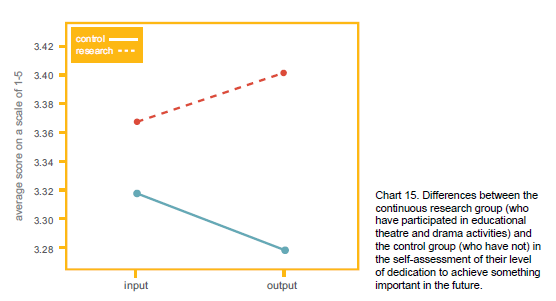 control
research
3.42
3.40
3.38
3.36
3.34
3.32
3.30
3.28
average score on a scale of 1-5
input
output
Chart 15. Differences between the
continuous research group (who
have participated in educational
theatre and drama activities) and
the control group (who have not) in
the self-assessment of their level
of dedication to achieve something
important in the future.